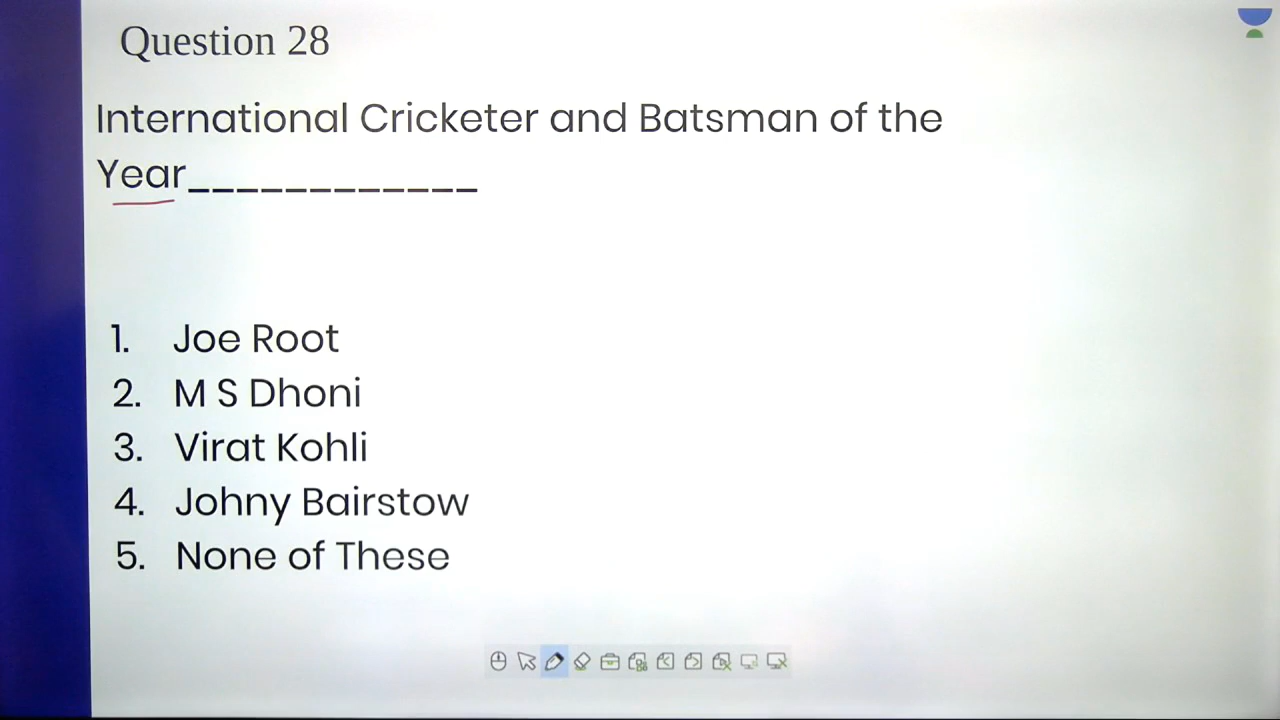 Question 28
International Cricketer and Batsman of the
Year____________
1. Joe Root
2. M S Dhoni
3. Virat Kohli
4. Johny Bairstow
5. None of These